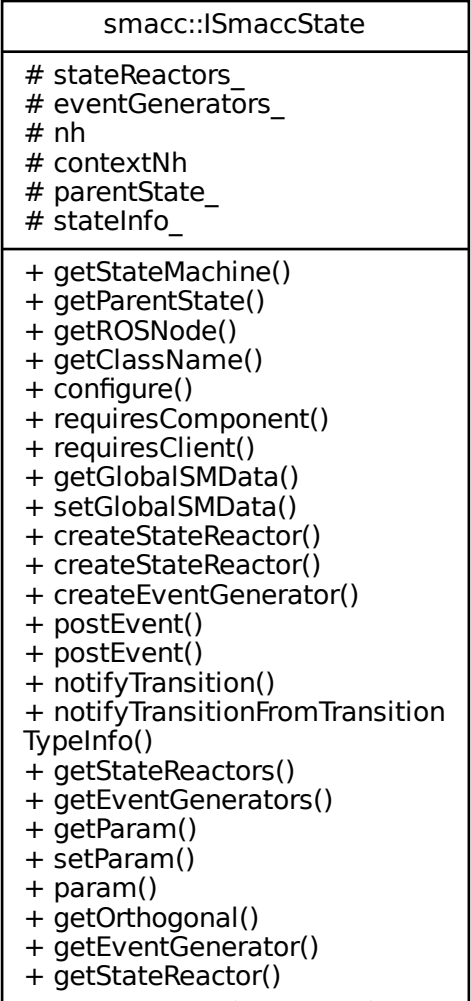 smacc::ISmaccState
# stateReactors_
# eventGenerators_
# nh
# contextNh
# parentState_
# stateInfo_
+ getStateMachine()
+ getParentState()
+ getROSNode()
+ getClassName()
+ configure()
+ requiresComponent()
+ requiresClient()
+ getGlobalSMData()
+ setGlobalSMData()
+ createStateReactor()
+ createStateReactor()
+ createEventGenerator()
+ postEvent()
+ postEvent()
+ notifyTransition()
+ notifyTransitionFromTransition
TypeInfo()
+ getStateReactors()
+ getEventGenerators()
+ getParam()
+ setParam()
+ param()
+ getOrthogonal()
+ getEventGenerator()
+ getStateReactor()